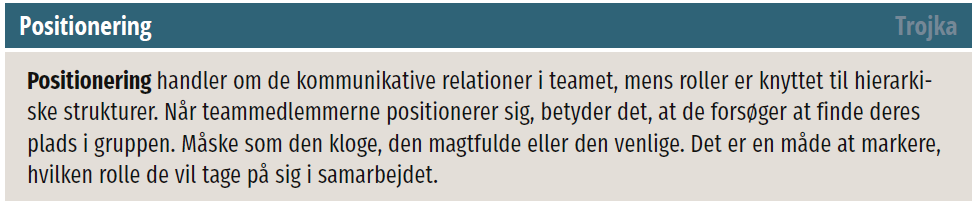 Positionering Trojka
Positionering handler om de kommunikative relationer i teamet, mens roller er knyttet til hierarki-
ske strukturer. Når teammedlemmerne positionerer sig, betyder det, at de forsøger at finde deres
plads i gruppen. Måske som den kloge, den magtfulde eller den venlige. Det er en måde at markere,
hvilken rolle de vil tage på sig i samarbejdet.